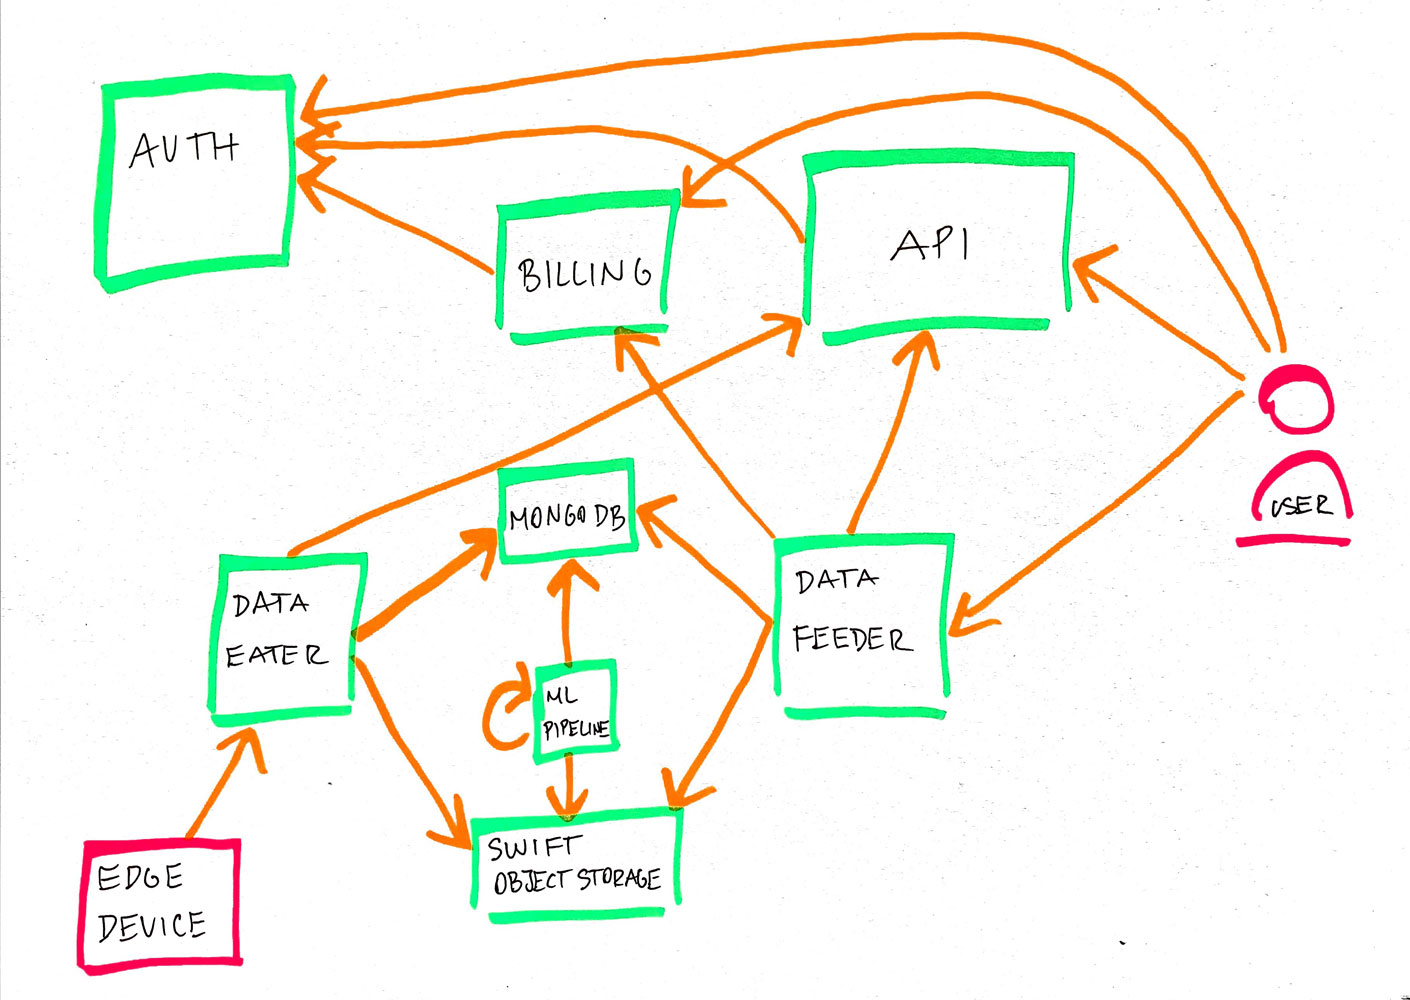 AUTH
BILLING
API
USER
MONGO DB
DATA
EATER
DATA
FEEDER
ML
PIPELINE
SWIFT
OBJECT STORAGE
EDGE
DEVICE